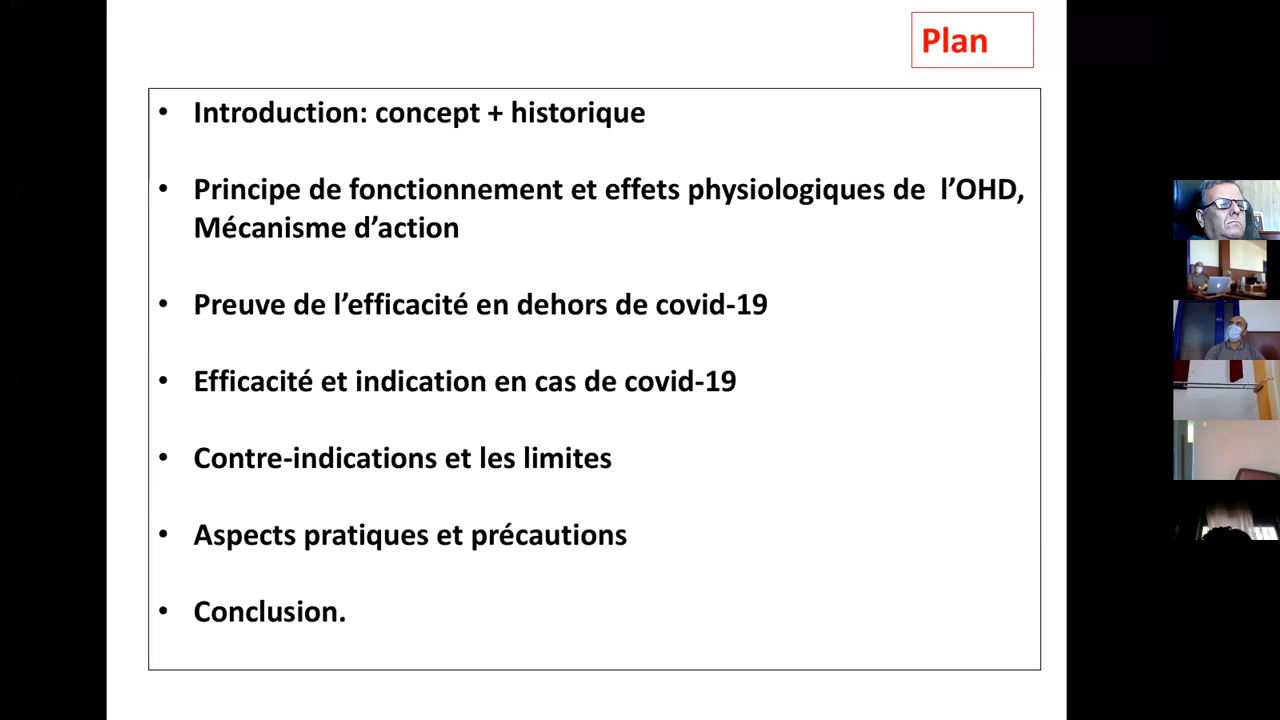 Plan
• Introduction: concept + historique
• Principe de fonctionnement et effets physiologiques de l’OHD,
Mécanisme d’action
• Preuve de l’efficacité en dehors de covid-19
• Efficacité et indication en cas de covid-19
• Contre-indications et les limites
• Aspects pratiques et précautions
• Conclusion.